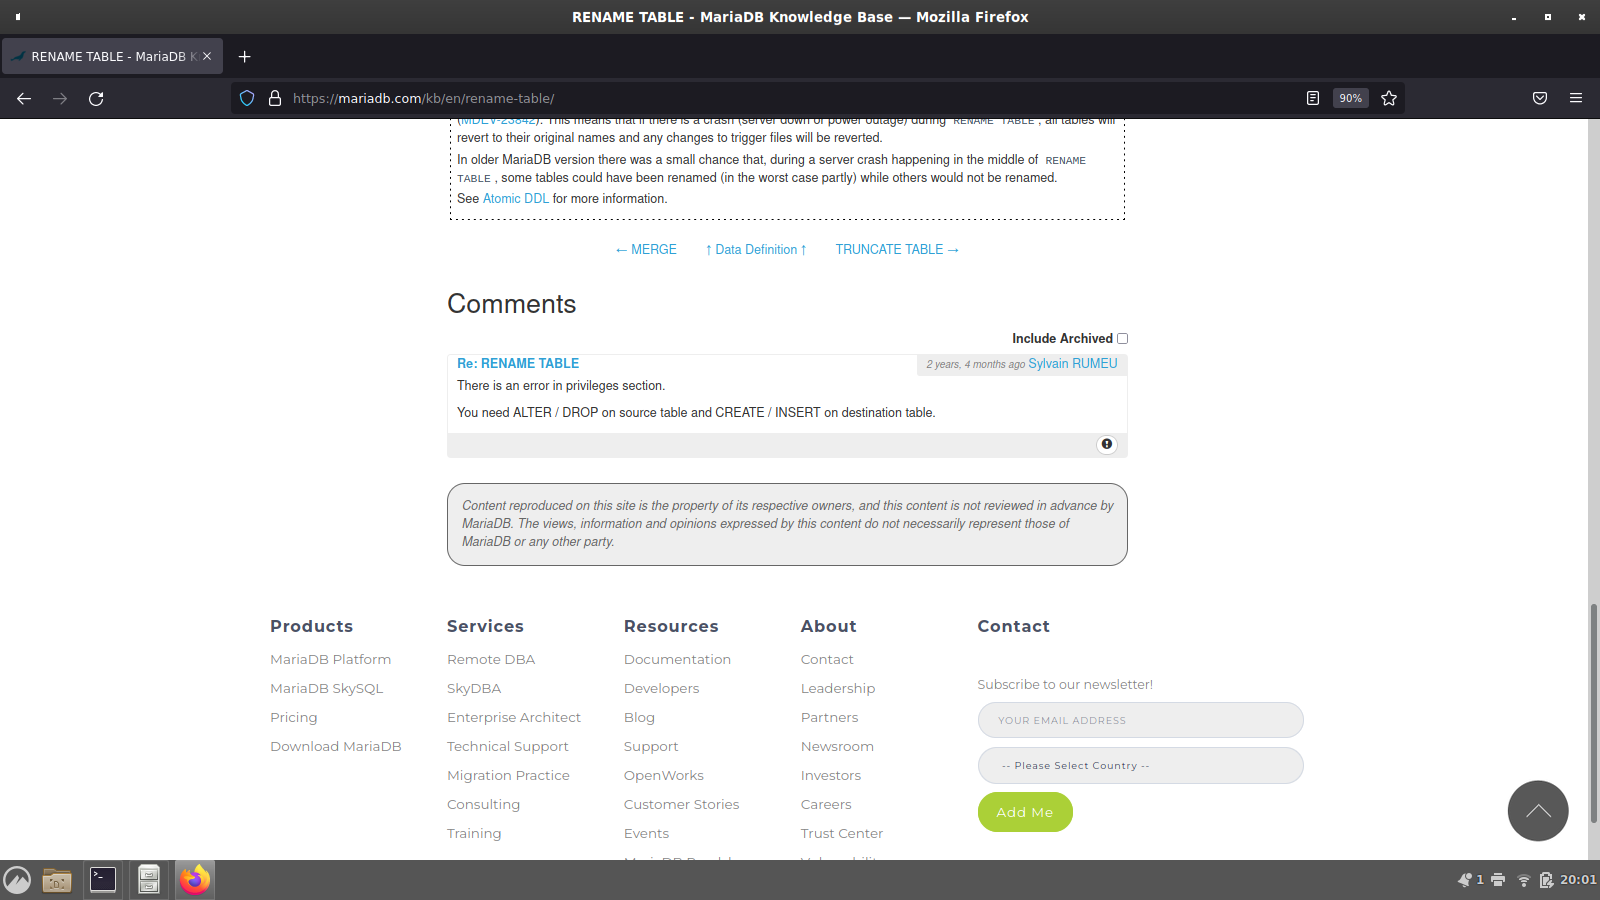 RENAME TABLE - MariaDB Knowledge Base — Mozilla Firefox
RENAME TABLE - MariaDB K
https://mariadb.com/kb/en/rename-table/
90%
(MDEV-23842). This means that if there is a crash (server down or power outage) during RENAME TABLE, all tables will
revert to their original names and any changes to trigger files will be reverted.
In older MariaDB version there was a small chance that, during a server crash happening in the middle of RENAME
TABLE, some tables could have been renamed (in the worst case partly) while others would not be renamed.
See Atomic DDL for more information.
← MERGE ↑ Data Definition ↑ TRUNCATE TABLE →
Comments
Include Archived
Re: RENAME TABLE
2 years, 4 months ago Sylvain RUMEU
There is an error in privileges section.
You need ALTER / DROP on source table and CREATE / INSERT on destination table.
Content reproduced on this site is the property of its respective owners, and this content is not reviewed in advance by
MariaDB. The views, information and opinions expressed by this content do not necessarily represent those of
MariaDB or any other party.
Products
MariaDB Platform
MariaDB SkySQL
Pricing
Download MariaDB
Services
Remote DBA
SkyDBA
Enterprise Architect
Technical Support
Migration Practice
Consulting
Training
Resources
Documentation
Developers
Blog
Support
OpenWorks
Customer Stories
Events
About
Contact
Leadership
Partners
Newsroom
Investors
Careers
Trust Center
Contact
Subscribe to our newsletter!
YOUR EMAIL ADDRESS
-- Please Select Country --
Add Me
1
20:01